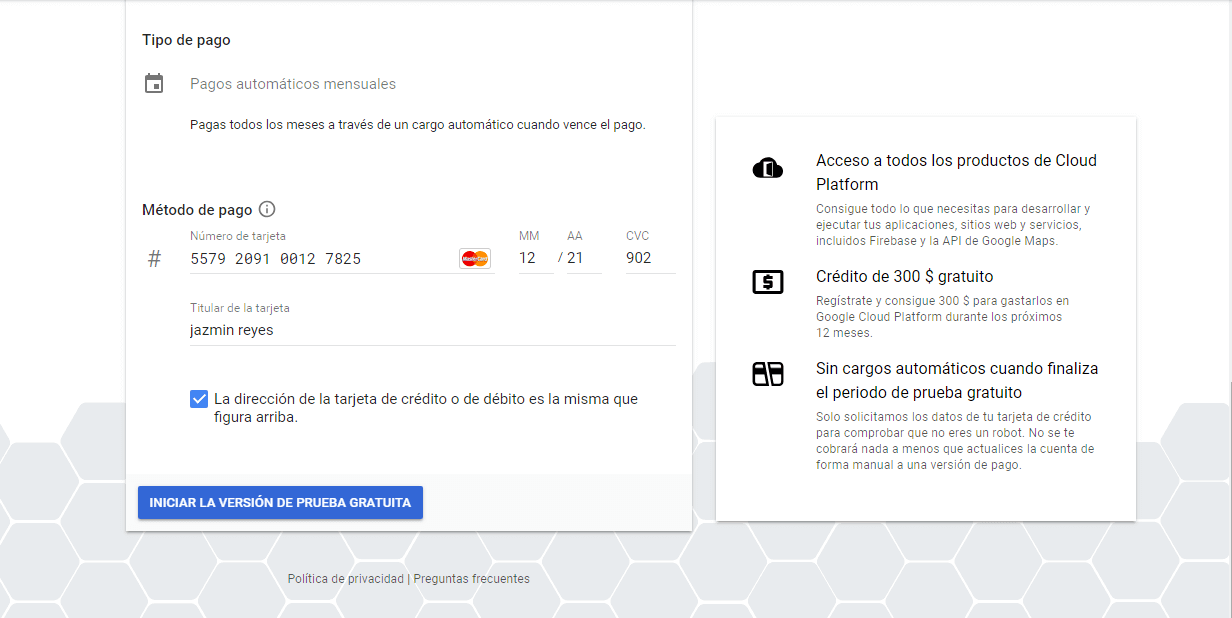 Tipo de pago
Pagos automáticos mensuales
Pagas todos los meses a través de un cargo automático cuando vence el pago.
Método de pago
Número de tarjeta MM AA CVC
# 5579 2091 0012 7825 MasterCard 12 / 21 902
Titular de la tarjeta
jazmin reyes
La dirección de la tarjeta de crédito o de débito es la misma que
figura arriba.
INICIAR LA VERSIÓN DE PRUEBA GRATUITA
Acceso a todos los productos de Cloud
Platform
Consigue todo lo que necesitas para desarrollar y
ejecutar tus aplicaciones, sitios web y servicios,
incluidos Firebase y la API de Google Maps.
Crédito de 300 $ gratuito
Regístrate y consigue 300 $ para gastarlos en
Google Cloud Platform durante los próximos
12 meses.
Sin cargos automáticos cuando finaliza
el periodo de prueba gratuito
Solo solicitamos los datos de tu tarjeta de crédito
para comprobar que no eres un robot. No se te
cobrará nada a menos que actualices la cuenta de
forma manual a una versión de pago.
Política de privacidad | Preguntas frecuentes